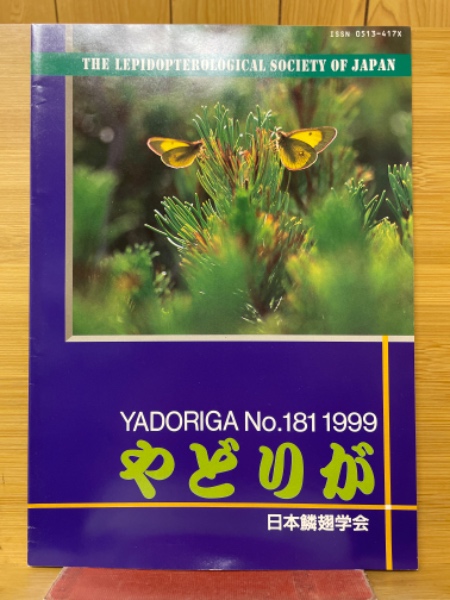 ISSN 0513-417X
THE LEPIDOPTEROLOGICAL SOCIETY OF JAPAN
YADORIGA No.181 1999
やどりが
日本鱗翅学会